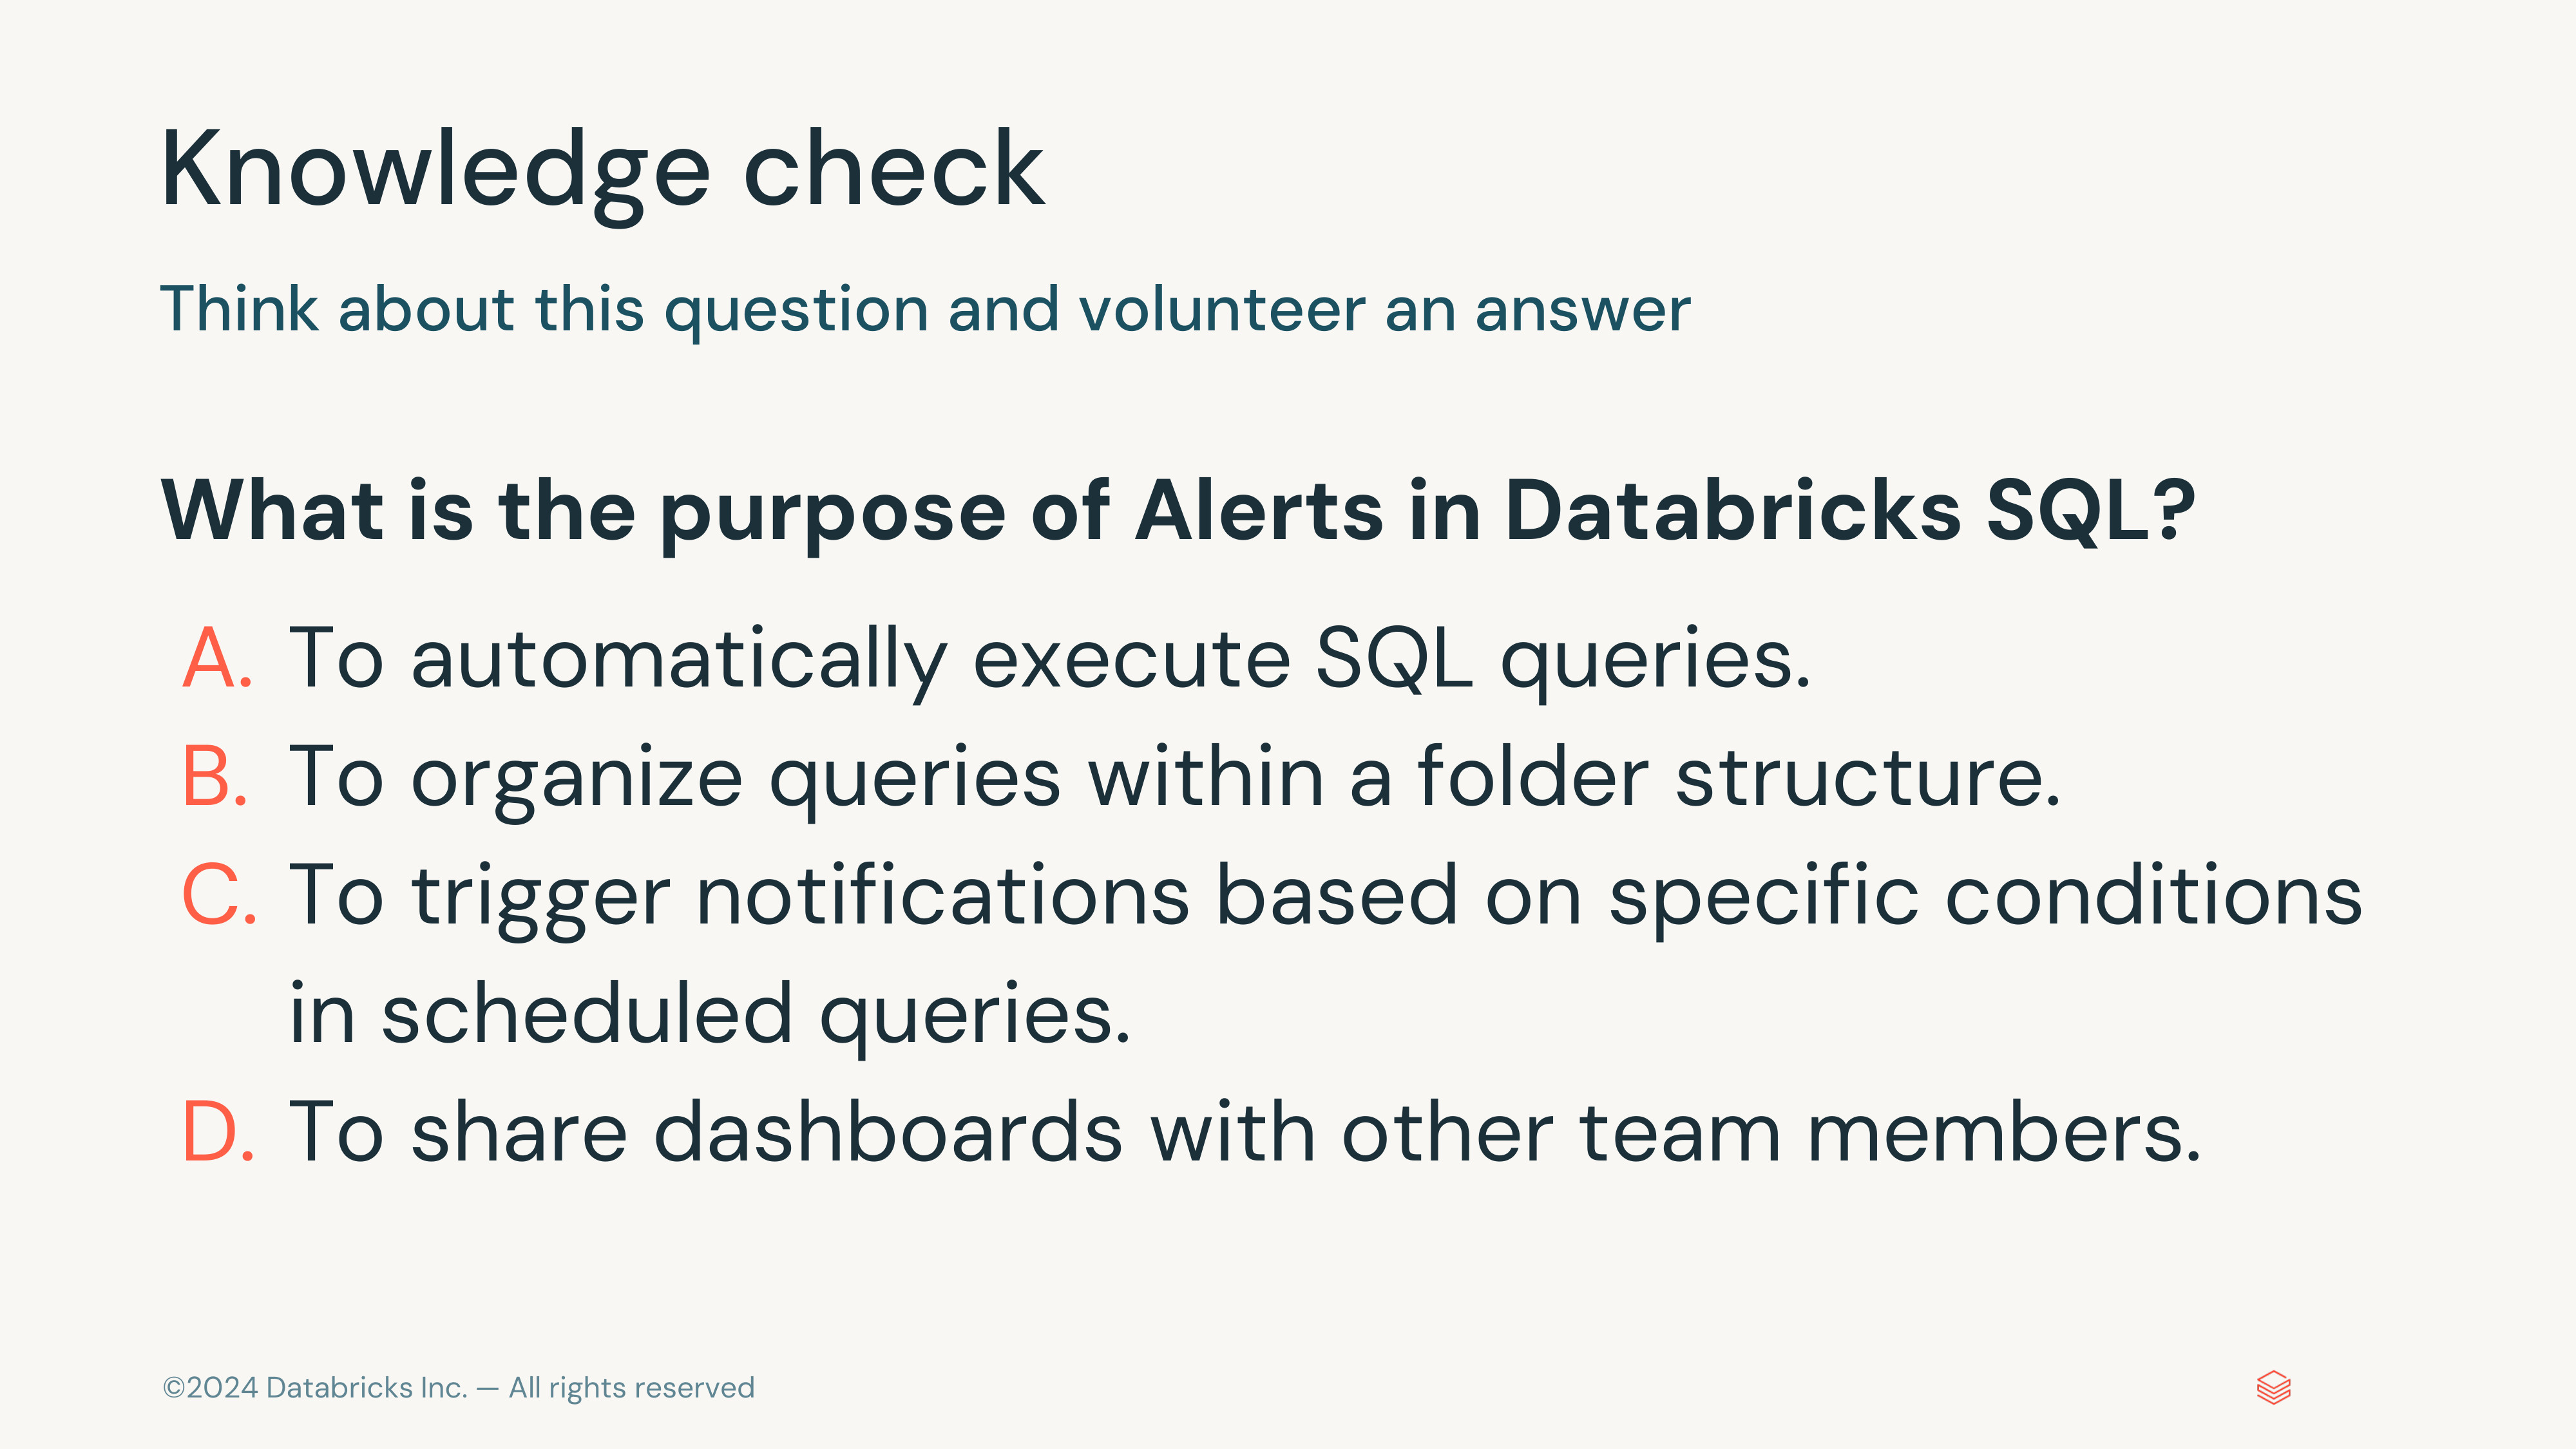 Knowledge check
Think about this question and volunteer an answer
What is the purpose of Alerts in Databricks SQL?
A. To automatically execute SQL queries.
B. To organize queries within a folder structure.
C. To trigger notifications based on specific conditions
in scheduled queries.
D. To share dashboards with other team members.
©2024 Databricks Inc. — All rights reserved